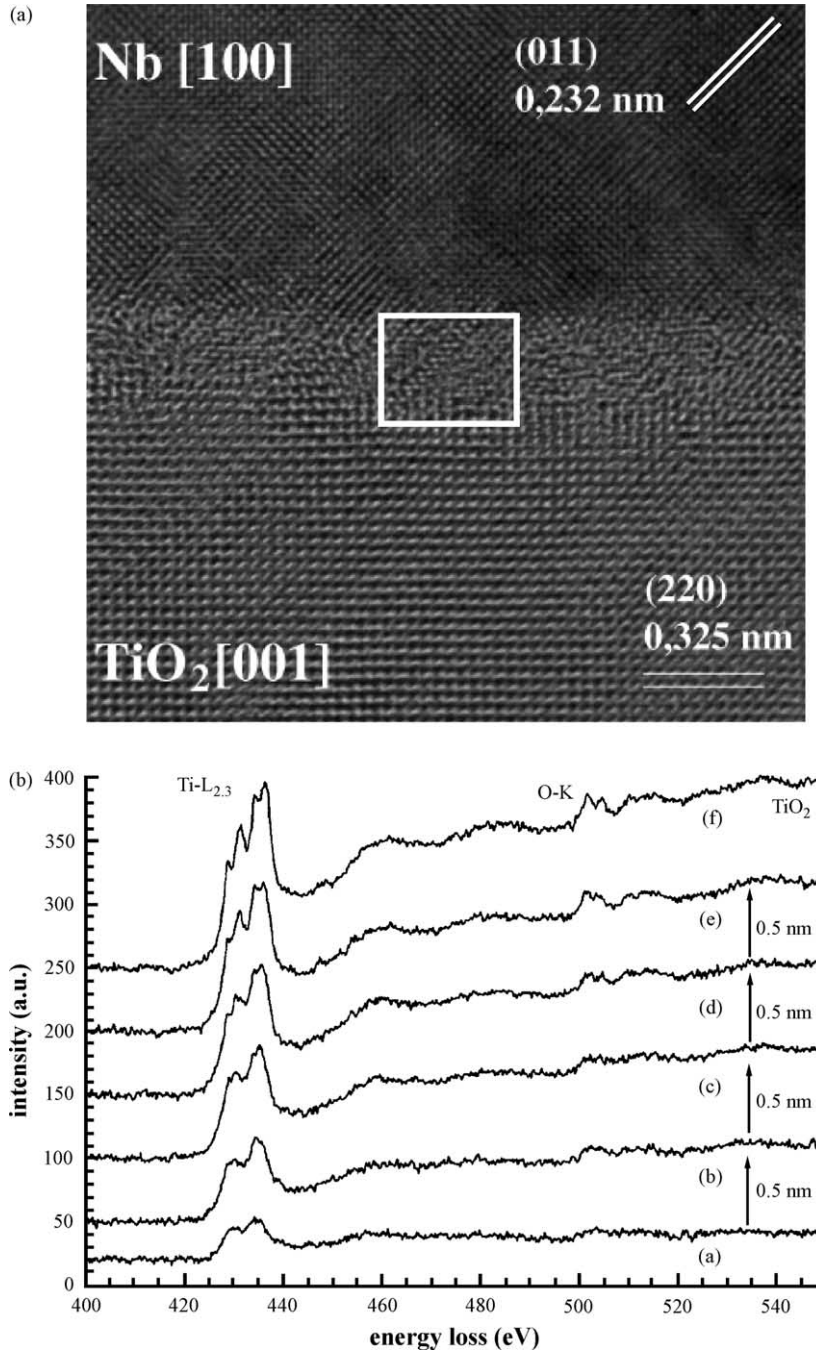 (a)
Nb [100]
(011)
0,232 nm
(220)
0,325 nm
TiO2[001]
(b)
400
350
300
250
200
150
100
50
0
intensity (a.u.)
Ti-L2.3
O-K
TiO2
(f)
(e)
0.5 nm
(d)
0.5 nm
(c)
0.5 nm
(b)
0.5 nm
(a)
400 420 440 460 480 500 520 540
energy loss (eV)